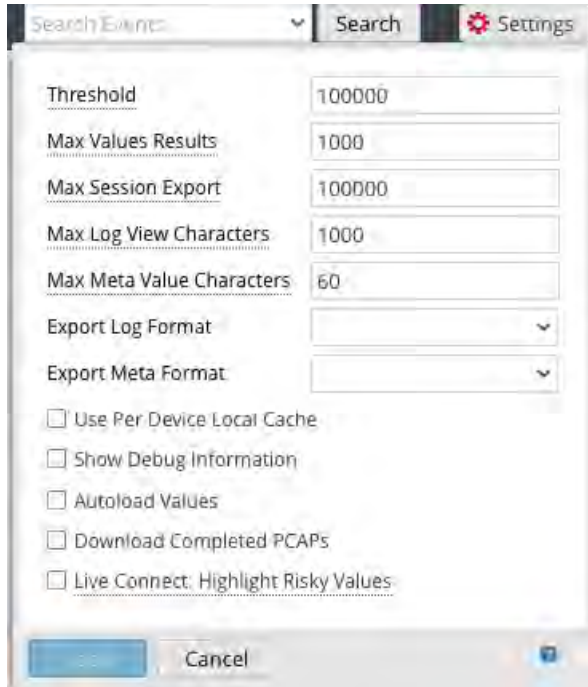 Search Events Search Settings
Threshold 100000
Max Values Results 1000
Max Session Export 100000
Max Log View Characters 1000
Max Meta Value Characters 60
Export Log Format
Export Meta Format
Use Per Device Local Cache
Show Debug Information
Autoload Values
Download Completed PCAPs
Live Connect: Highlight Risky Values
Cancel